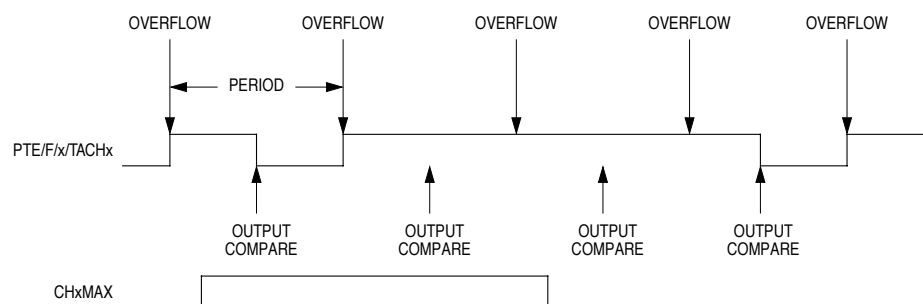 OVERFLOW OVERFLOW OVERFLOW OVERFLOW OVERFLOW
PERIOD
PTE/F/x/TACHx
OUTPUT COMPARE
OUTPUT COMPARE
OUTPUT COMPARE
OUTPUT COMPARE
CHxMAX